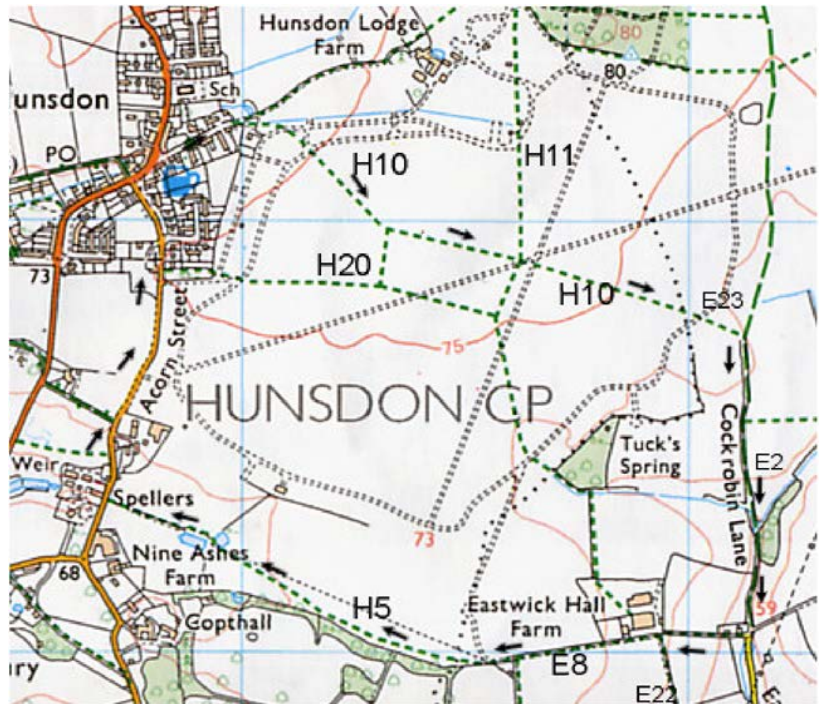 Hunsdon Lodge
Farm
80
80
unsdon
Sch
PO
H10
H11
H20
H10
E23
73
Acorn Street
75
HUNSDON CP
Tuck's
Spring
Cockrobin Lane
E2
Weir
Spellers
73
Nine Ashes
Farm
68
H5
Eastwick Hall
Farm
59
Gopthall
ry
E8
E22